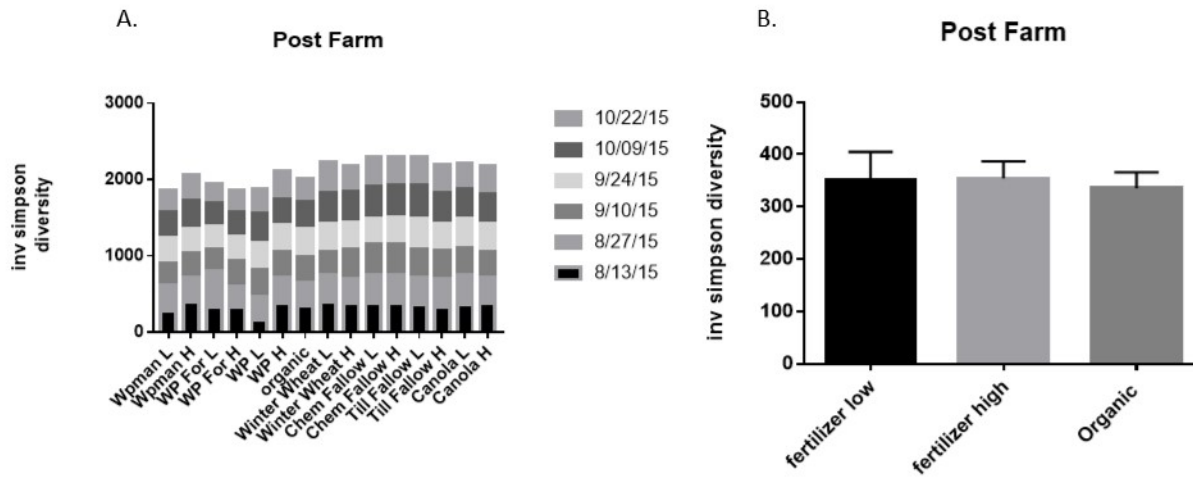 A.
Post Farm
inv simpson
diversity
3000
2000
1000
0
Wpman L
Wpman H
WP For L
WP For H
WP L
WP H
organic
Winter Wheat L
Winter Wheat H
Chem Fallow L
Chem Fallow H
Till Fallow L
Till Fallow H
Canola L
Canola H
10/22/15
10/09/15
9/24/15
9/10/15
8/27/15
8/13/15
B.
Post Farm
inv simpson diversity
500
400
300
200
100
0
fertilizer low
fertilizer high
Organic